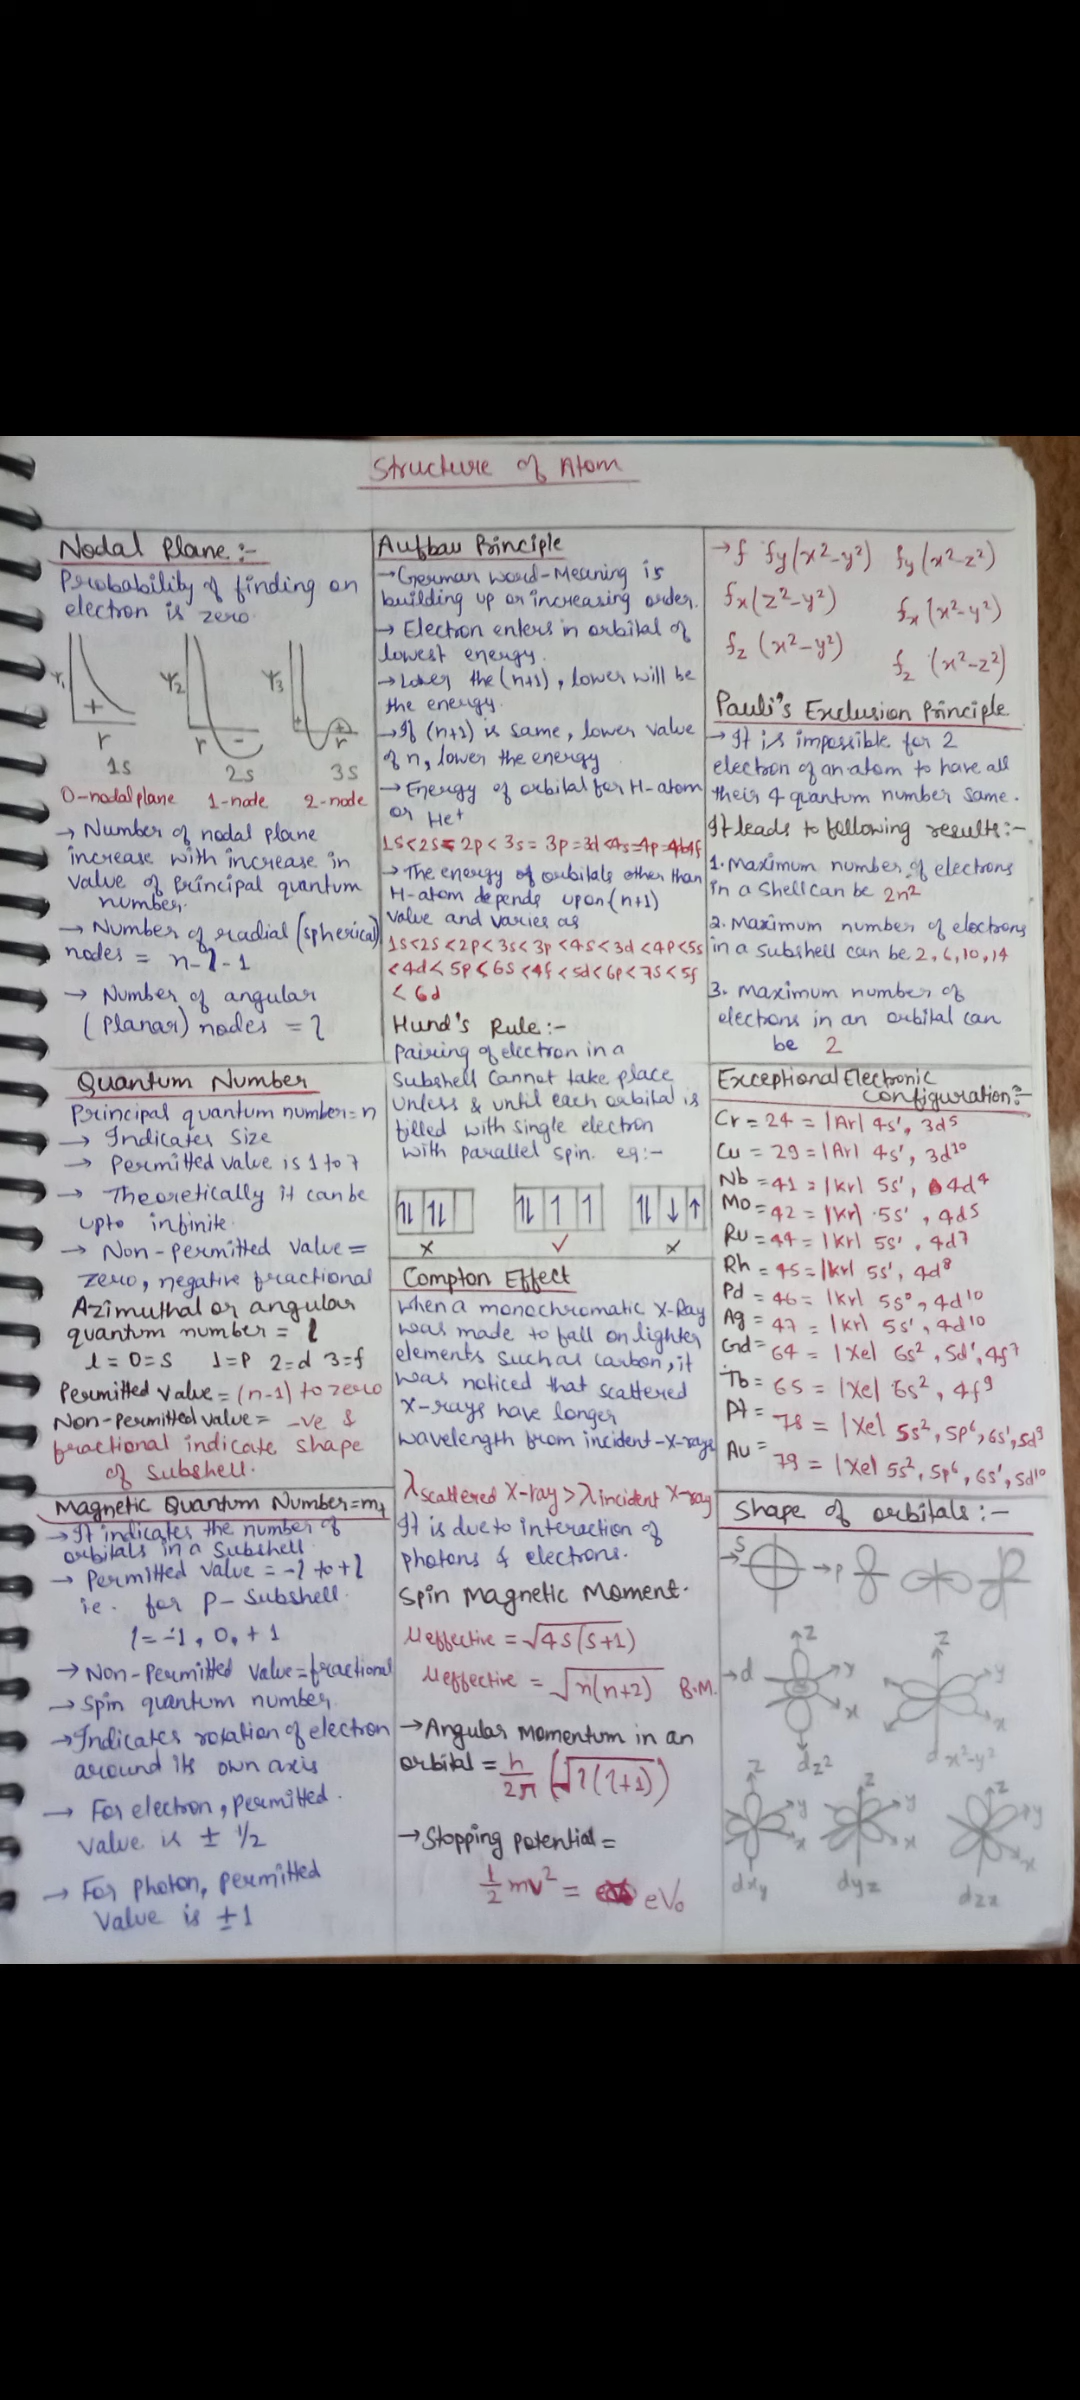 Structure of Atom
Nodal Plane :-
Probability of finding an
electron is zero.
Ψ1
+
r
1s
Ψ2
r
-
2s
Ψ3
+
+
r
3s
0-nodal plane 1-node 2-node
→ Number of nodal plane
increase with increase in
value of Principal quantum
number.
→ Number of radial (spherical)
nodes = n-l-1
→ Number of angular
(Planar) nodes = l
Quantum Number
Principal quantum number=n
→ Indicates size
→ Permitted value is 1 to 7
→ Theoretically it can be
upto infinite.
→ Non-permitted value =
zero, negative fractional
Azimuthal or angular
quantum number = l
l = 0=s 1=p 2=d 3=f
Permitted value = (n-1) to zero
Non-Permitted value = -ve &
fractional indicate shape
of subshell.
Magnetic Quantum Number=m
→ It indicates the number of
orbitals in a subshell
→ Permitted value = -l to +l
ie. for p- subshell.
l = -1, 0, +1
→ Non-Permitted value=fractional
→ Spin quantum number
→ Indicates rotation of electron
around its own axis
→ For electron, permitted.
value is ± 1/2
→ For Photon, permitted
value is ±1
Aufbau Principle
→ German word-Meaning is
building up or increasing order.
→ Electron enters in orbital of
lowest energy.
→ Lower the (n+s), lower will be
the energy.
→ If (n+s) is same, lower value
of n, lower the energy
→ Energy of orbital for H-atom
or He+
1s<2s= 2p < 3s = 3p = 3d <4s=4p=4d4f
→ The energy of orbitals other than
H-atom depends upon (n+1)
value and varies as
1s<2s<2p<3s<3p<4s<3d<4p<5s
<4d<5p<6s<4f<5d<6p<7s<5f
< 6d
Hund's Rule :-
Pairing of electron in a
subshell cannot take place
unless & until each orbital is
filled with single electron
with parallel spin. eg:-
⥮ ⥮
⥮ 1 1
⥮ ↓ ↑
× ✓ ×
Compton Effect
When a monochromatic X-Ray
was made to fall on lighter
elements such as carbon, it
was noticed that scattered
X-rays have longer
wavelength from incident-X-rays
λ scattered X-ray > λ incident X-ray
It is due to interaction of
photons & electrons.
Spin Magnetic Moment.
μ effective = √4s(s+1)
μ effective = √n(n+2) B.M.
→ Angular Momentum in an
orbital = h/2π (√l(l+1))
→ Stopping potential =
1/2 mv² = eV₀
→ f fy(x²-y²) fy(x²-z²)
fx(z²-y²) fx(x²-y²)
fz (x²-y²) fz (x²-z²)
Pauli's Exclusion Principle
→ It is impossible for 2
electron of an atom to have all
their 4 quantum number same.
It leads to following results:-
1. Maximum number of electrons
in a shell can be 2n²
2. Maximum number of electrons
in a subshell can be 2, 6, 10, 14
3. Maximum number of
electrons in an orbital can
be 2
Exceptional Electronic
Configuration:-
Cr = 24 = |Ar| 4s¹, 3d⁵
Cu = 29 = |Ar| 4s¹, 3d¹⁰
Nb = 41 = |kr| 5s¹, 4d⁴
Mo = 42 = |kr| 5s¹, 4d⁵
Ru = 44 = |kr| 5s¹, 4d⁷
Rh = 45 = |kr| 5s¹, 4d⁸
Pd = 46 = |kr| 5s⁰, 4d¹⁰
Ag = 47 = |kr| 5s¹, 4d¹⁰
Gd = 64 = |Xe| 6s², 5d¹, 4f⁷
Tb = 65 = |Xe| 6s², 4f⁹
Pt = 78 = |Xe| 5s², 5p⁶, 6s¹, 5d⁹
Au = 79 = |Xe| 5s², 5p⁶, 6s¹, 5d¹⁰
Shape of orbitals :-
→ S → p
→ d
z y x
dz²
z y x
dx²-y²
z y x
dxy
z y x
dyz
y x
dzx